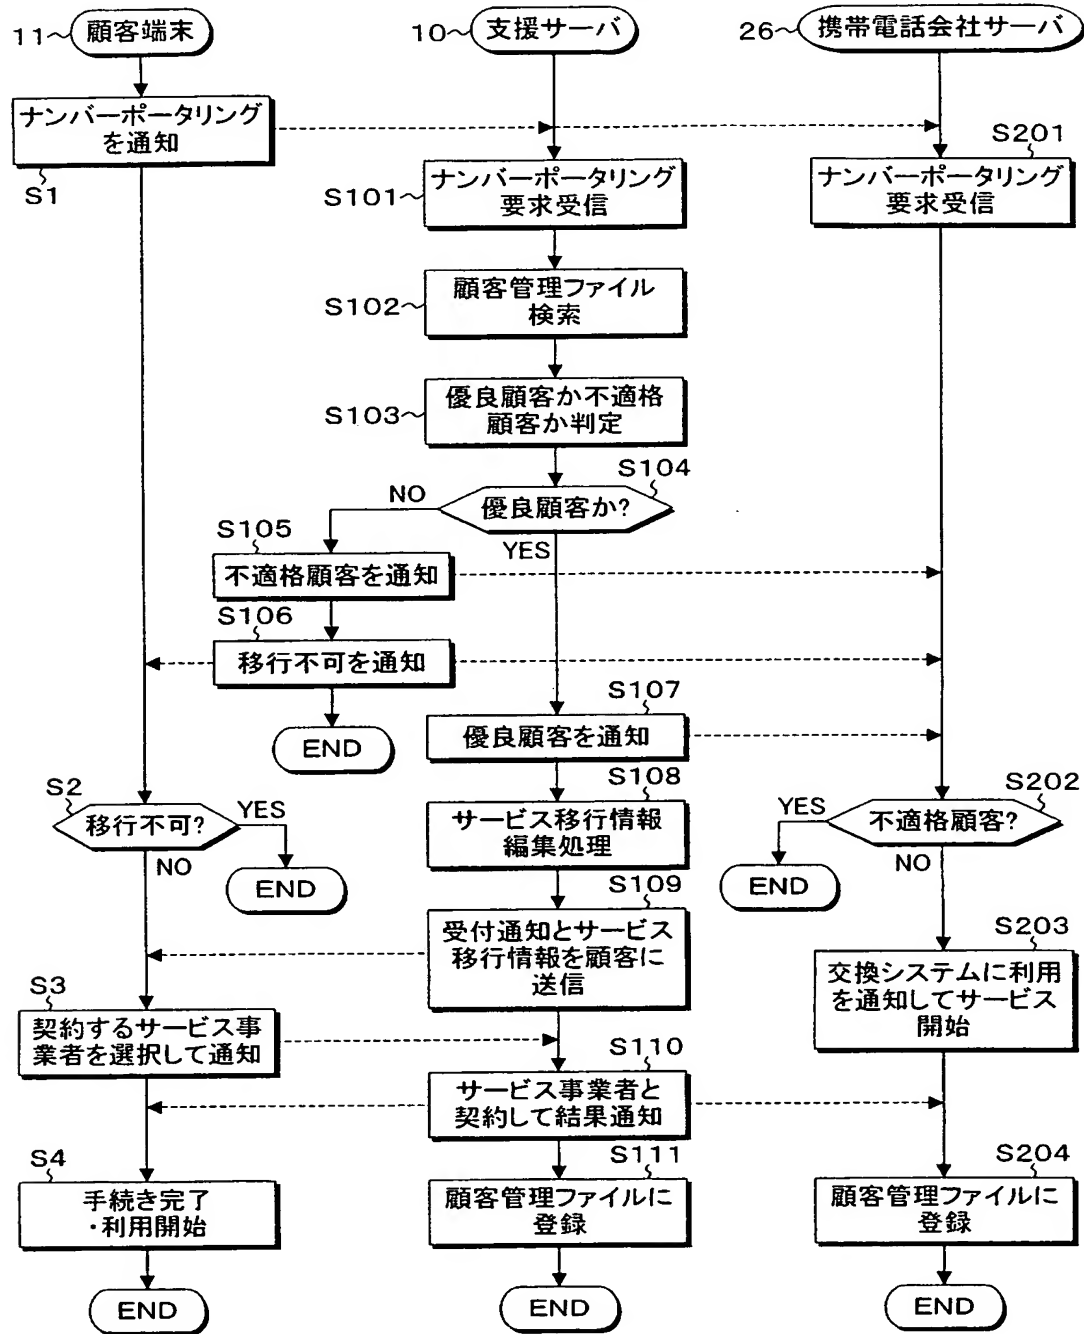 11 顧客端末
10 支援サーバ
26 携帯電話会社サーバ
ナンバーポータリング
を通知
S1
S101
ナンバーポータリング
要求受信
S201
ナンバーポータリング
要求受信
S102
顧客管理ファイル
検索
S103
優良顧客か不適格
顧客か判定
S104
優良顧客か?
NO
YES
S105
不適格顧客を通知
S106
移行不可を通知
END
S107
優良顧客を通知
S2
移行不可?
YES
NO
END
S108
サービス移行情報
編集処理
S202
不適格顧客?
YES
NO
END
S109
受付通知とサービス
移行情報を顧客に
送信
S203
交換システムに利用
を通知してサービス
開始
S3
契約するサービス事
業者を選択して通知
S110
サービス事業者と
契約して結果通知
S4
手続き完了
・利用開始
S111
顧客管理ファイルに
登録
S204
顧客管理ファイルに
登録
END
END
END